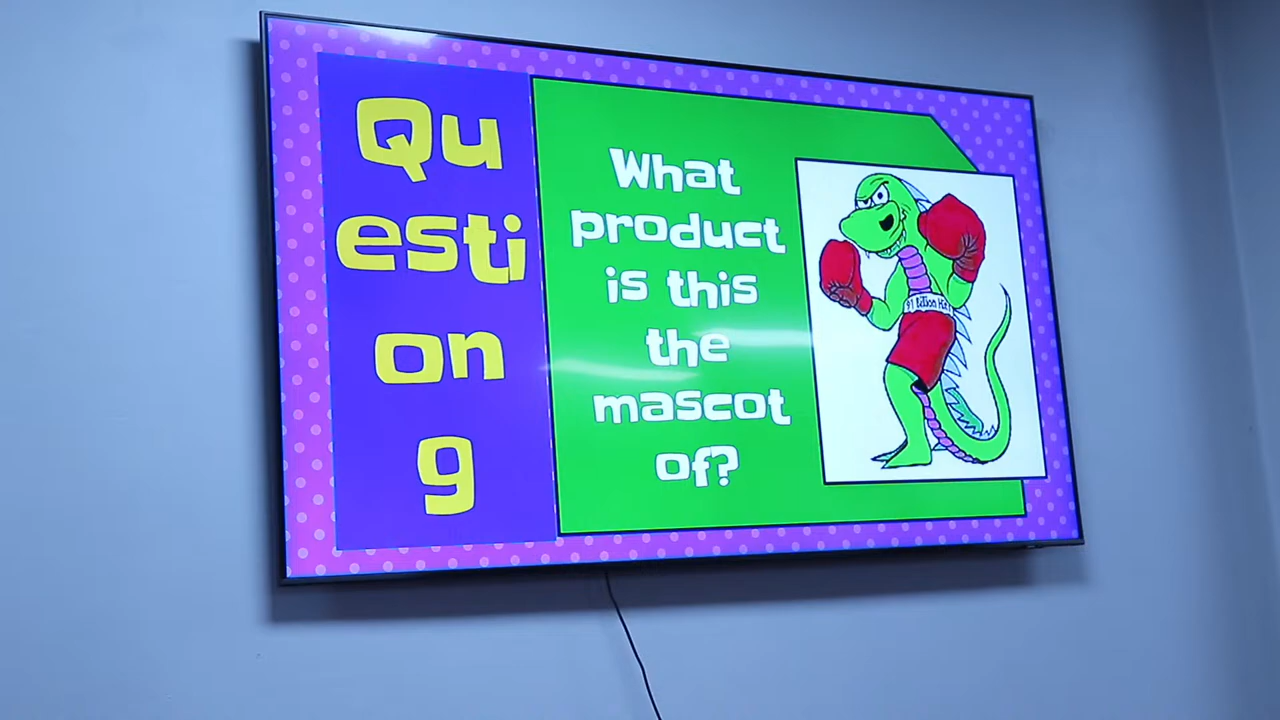 Qu
esti
on
9
What
product
is this
the
mascot
of?